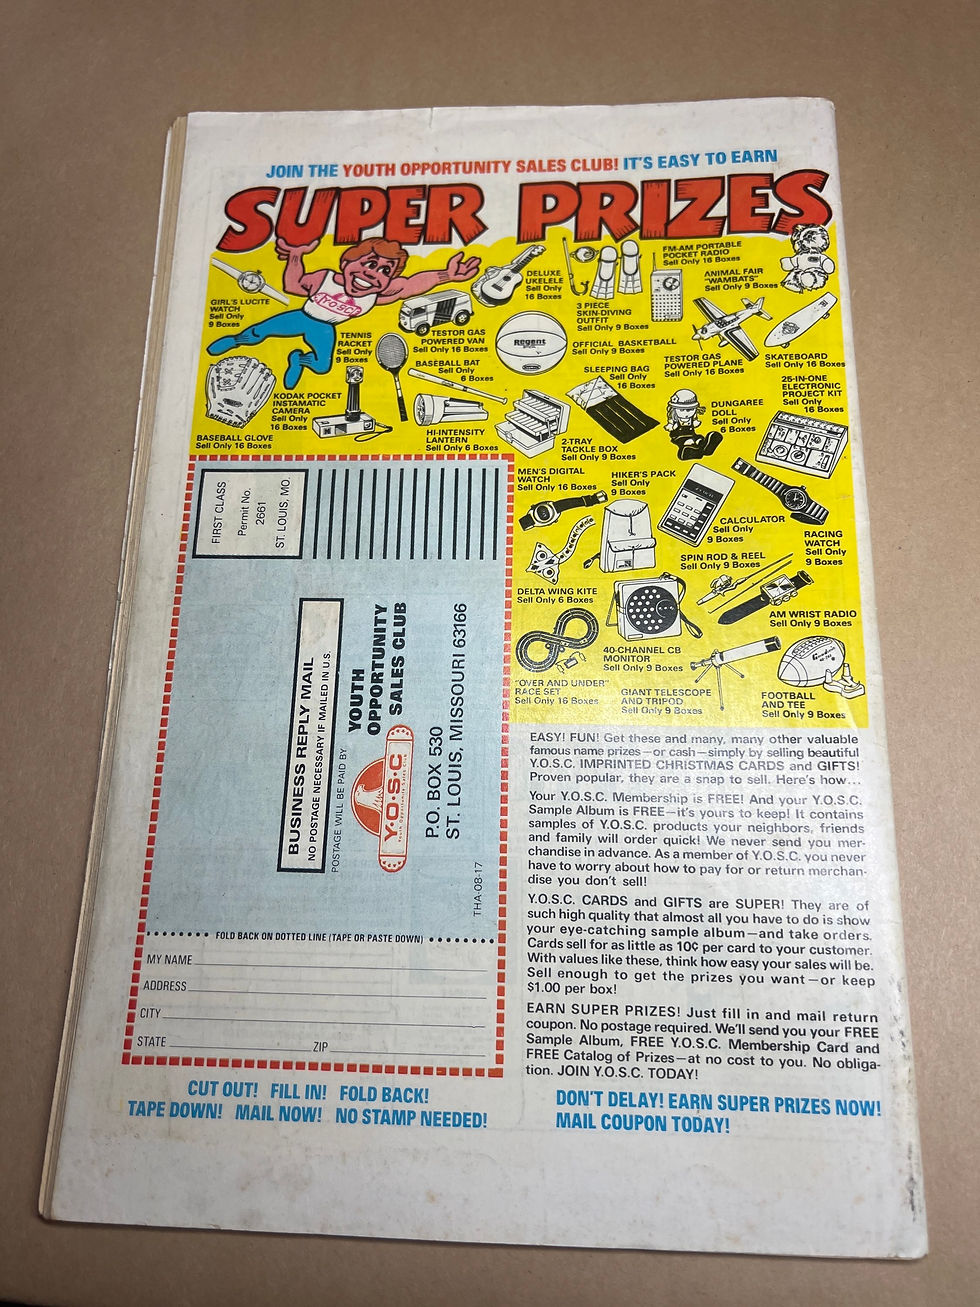 JOIN THE YOUTH OPPORTUNITY SALES CLUB! IT'S EASY TO EARN
SUPER PRIZES
Y.O.S.C.
GIRL'S LUCITE
WATCH
Sell Only
9 Boxes
TENNIS
RACKET
Sell Only
9 Boxes
TESTOR GAS
POWERED VAN
Sell Only 16 Boxes
DELUXE
UKELELE
Sell Only
16 Boxes
3 PIECE
SKIN-DIVING
OUTFIT
Sell Only 9 Boxes
FM-AM PORTABLE
POCKET RADIO
Sell Only 16 Boxes
ANIMAL FAIR
"WAMBATS"
Sell Only 9 Boxes
Regent
OFFICIAL BASKETBALL
Sell Only 9 Boxes
TESTOR GAS
POWERED PLANE
Sell Only 16 Boxes
SKATEBOARD
Sell Only 16 Boxes
BASEBALL BAT
Sell Only
6 Boxes
SLEEPING BAG
Sell Only
16 Boxes
25-IN-ONE
ELECTRONIC
PROJECT KIT
Sell Only
16 Boxes
KODAK POCKET
INSTAMATIC
CAMERA
Sell Only
16 Boxes
DUNGAREE
DOLL
Sell Only
6 Boxes
BASEBALL GLOVE
Sell Only 16 Boxes
HI-INTENSITY
LANTERN
Sell Only 6 Boxes
2-TRAY
TACKLE BOX
Sell Only 9 Boxes
MEN'S DIGITAL
WATCH
Sell Only 16 Boxes
HIKER'S PACK
Sell Only
9 Boxes
CALCULATOR
Sell Only
9 Boxes
RACING
WATCH
Sell Only
9 Boxes
SPIN ROD & REEL
Sell Only 9 Boxes
DELTA WING KITE
Sell Only 6 Boxes
AM WRIST RADIO
Sell Only 9 Boxes
40-CHANNEL CB
MONITOR
Sell Only 9 Boxes
"OVER AND UNDER"
RACE SET
Sell Only 16 Boxes
GIANT TELESCOPE
AND TRIPOD
Sell Only 9 Boxes
FOOTBALL
AND TEE
Sell Only 9 Boxes
FIRST CLASS
Permit No.
2661
ST. LOUIS, MO.
BUSINESS REPLY MAIL
NO POSTAGE NECESSARY IF MAILED IN U.S.
POSTAGE WILL BE PAID BY
YOUTH
OPPORTUNITY
SALES CLUB
Y·O·S·C
Youth Opportunity Sales Club
P.O. BOX 530
ST. LOUIS, MISSOURI 63166
THA-08-17
FOLD BACK ON DOTTED LINE (TAPE OR PASTE DOWN)
MY NAME
ADDRESS
CITY
STATE ZIP
CUT OUT! FILL IN! FOLD BACK!
TAPE DOWN! MAIL NOW! NO STAMP NEEDED!
EASY! FUN! Get these and many, many other valuable
famous name prizes—or cash—simply by selling beautiful
Y.O.S.C. IMPRINTED CHRISTMAS CARDS and GIFTS!
Proven popular, they are a snap to sell. Here's how...
Your Y.O.S.C. Membership is FREE! And your Y.O.S.C.
Sample Album is FREE—it's yours to keep! It contains
samples of Y.O.S.C. products your neighbors, friends
and family will order quick! We never send you mer-
chandise in advance. As a member of Y.O.S.C. you never
have to worry about how to pay for or return merchan-
dise you don't sell!
Y.O.S.C. CARDS and GIFTS are SUPER! They are of
such high quality that almost all you have to do is show
your eye-catching sample album—and take orders.
Cards sell for as little as 10¢ per card to your customer.
With values like these, think how easy your sales will be.
Sell enough to get the prizes you want—or keep
$1.00 per box!
EARN SUPER PRIZES! Just fill in and mail return
coupon. No postage required. We'll send you your FREE
Sample Album, FREE Y.O.S.C. Membership Card and
FREE Catalog of Prizes—at no cost to you. No obliga-
tion. JOIN Y.O.S.C. TODAY!
DON'T DELAY! EARN SUPER PRIZES NOW!
MAIL COUPON TODAY!